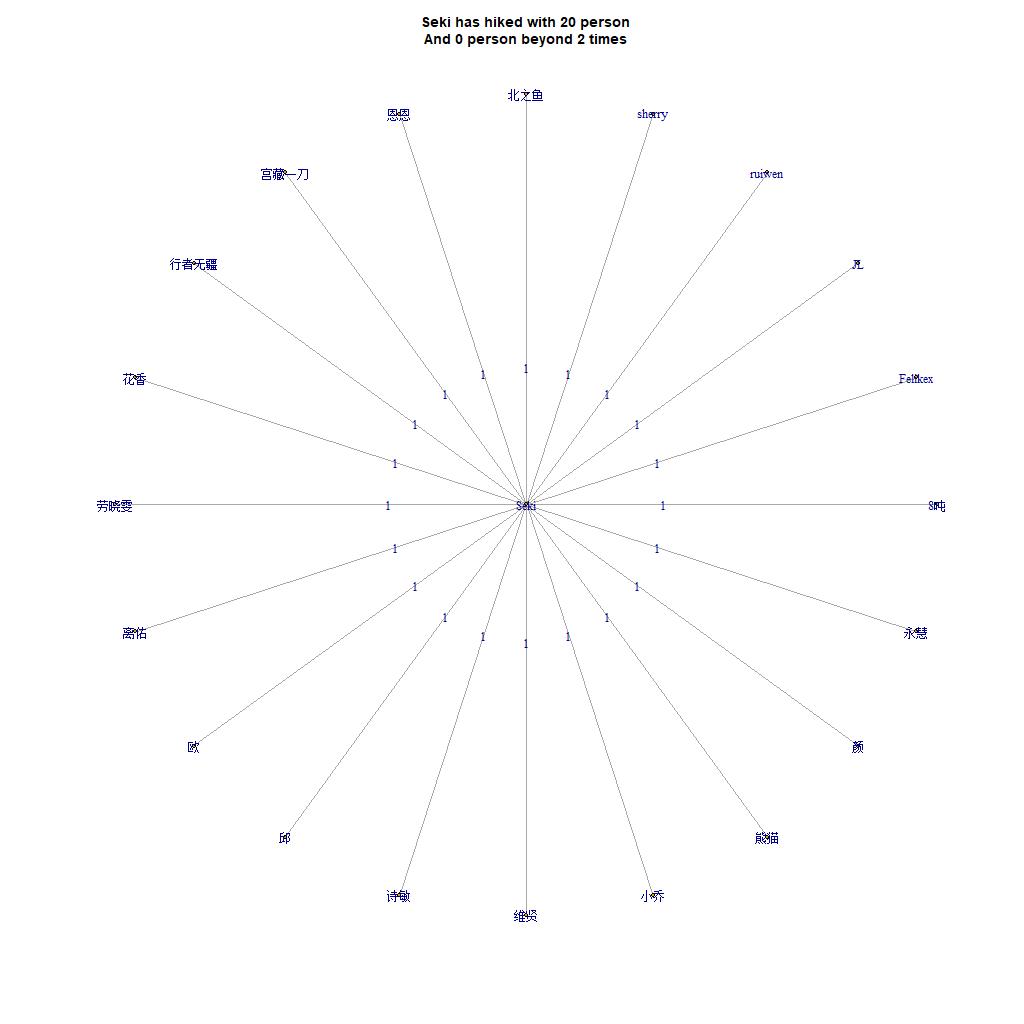 Seki has hiked with 20 person
And 0 person beyond 2 times
北之鱼
恩恩
sherry
宫藏一刀
ruiwen
行者无疆
花香
Felikex
1
1
1
1
1
1
1
1
1
劳晓雯
1
Seki
1
8吨
1
1
1
1
1
1
1
1
1
离佑
永慧
欧
颜
邱
熊猫
诗敏
小乔
维贤